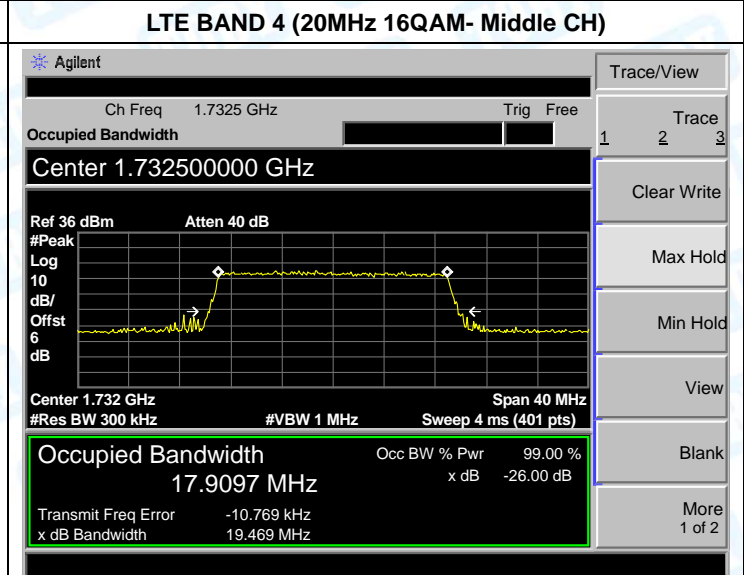 LTE BAND 4 (20MHz 16QAM- Middle CH)
Agilent
Trace/View
Ch Freq 1.7325 GHz Trig Free
Occupied Bandwidth
Trace
1 2 3
Center 1.732500000 GHz
Clear Write
Ref 36 dBm Atten 40 dB
#Peak
Log
10
dB/
Offst
6
dB
Max Hold
Min Hold
View
Center 1.732 GHz Span 40 MHz
#Res BW 300 kHz #VBW 1 MHz Sweep 4 ms (401 pts)
Occupied Bandwidth Occ BW % Pwr 99.00 %
17.9097 MHz x dB -26.00 dB
Blank
Transmit Freq Error -10.769 kHz
x dB Bandwidth 19.469 MHz
More
1 of 2